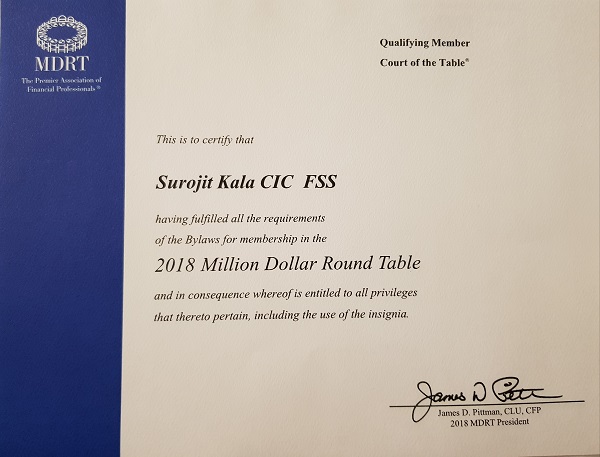 MDRT
The Premier Association of
Financial Professionals ®
Qualifying Member
Court of the Table®
This is to certify that
Surojit Kala CIC FSS
having fulfilled all the requirements
of the Bylaws for membership in the
2018 Million Dollar Round Table
and in consequence whereof is entitled to all privileges
that thereto pertain, including the use of the insignia.
James D. Pittman, CLU, CFP
2018 MDRT President